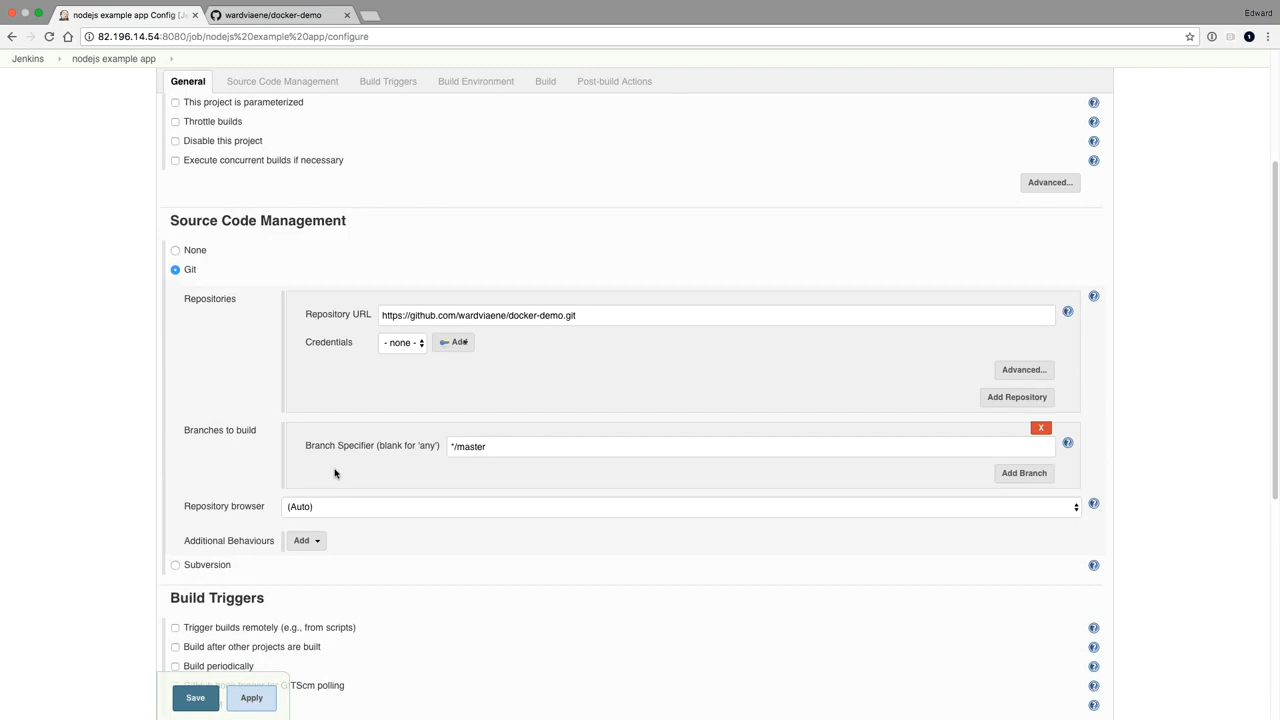 nodejs example app Config [Je
wardviaene/docker-demo
Edward
82.196.14.54:8080/job/nodejs%20example%20app/configure
Jenkins
nodejs example app
General
Source Code Management
Build Triggers
Build Environment
Build
Post-build Actions
This project is parameterized
Throttle builds
Disable this project
Execute concurrent builds if necessary
Advanced...
Source Code Management
None
Git
Repositories
Repository URL
https://github.com/wardviaene/docker-demo.git
Credentials
- none -
Add
Advanced...
Add Repository
Branches to build
X
Branch Specifier (blank for 'any')
*/master
Add Branch
Repository browser
(Auto)
Additional Behaviours
Add
Subversion
Build Triggers
Trigger builds remotely (e.g., from scripts)
Build after other projects are built
Build periodically
GitHub hook trigger for GITScm polling
Save
Apply